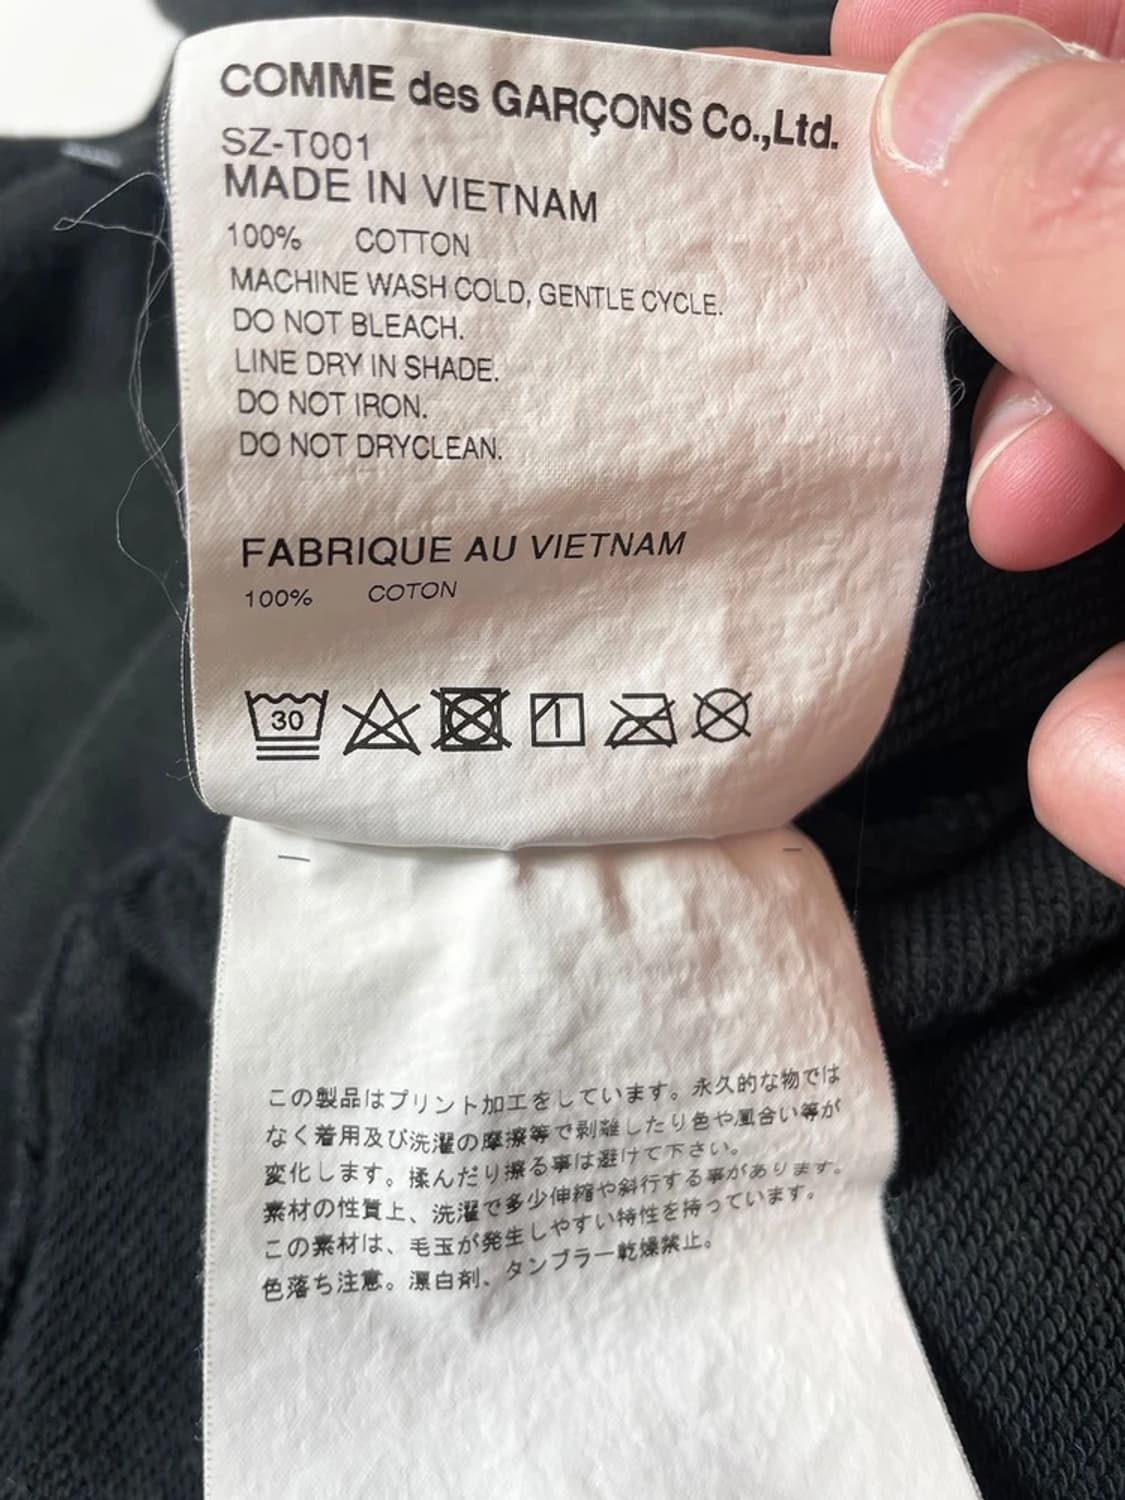 COMME des GARÇONS Co.,Ltd.
SZ-T001
MADE IN VIETNAM
100% COTTON
MACHINE WASH COLD, GENTLE CYCLE.
DO NOT BLEACH.
LINE DRY IN SHADE.
DO NOT IRON.
DO NOT DRYCLEAN.
FABRIQUE AU VIETNAM
100% COTON
30
この製品はプリント加工をしています。永久的な物では
なく着用及び洗濯の摩擦等で剥離したり色や風合い等が
変化します。揉んだり擦る事は避けて下さい。
素材の性質上、洗濯で多少伸縮や斜行する事があります。
この素材は、毛玉が発生しやすい特性を持っています。
色落ち注意。漂白剤、タンブラー乾燥禁止。